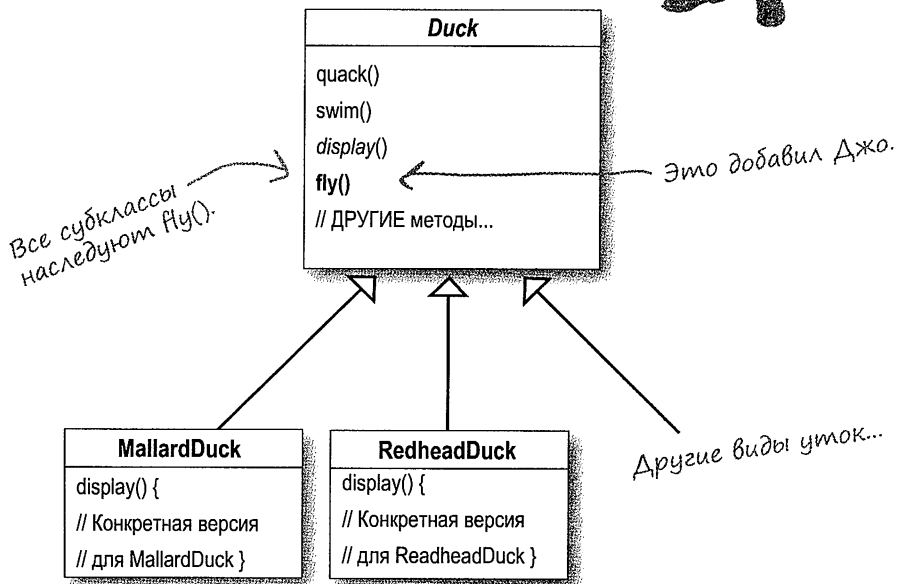 Duck
quack()
swim()
display()
fly()
// ДРУГИЕ методы...
Это добавил Джо.
Все субклассы
наследуют fly().
MallardDuck
display() {
// Конкретная версия
// для MallardDuck }
RedheadDuck
display() {
// Конкретная версия
// для ReadheadDuck }
Другие виды уток...